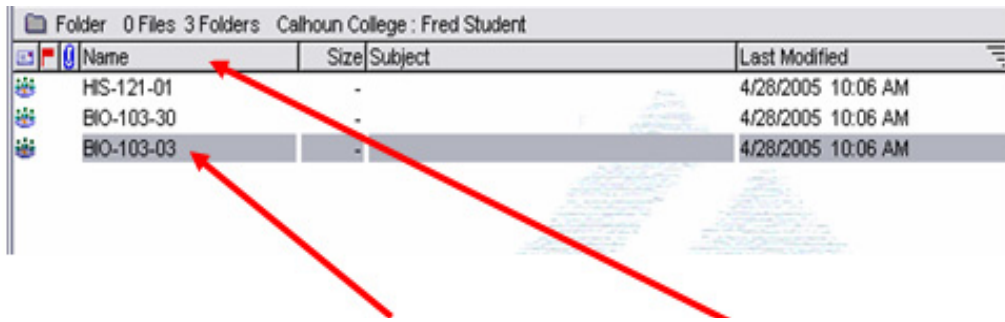 Folder 0 Files 3 Folders Calhoun College : Fred Student
Name Size Subject Last Modified
HIS-121-01 - 4/28/2005 10:06 AM
BIO-103-30 - 4/28/2005 10:06 AM
BIO-103-03 - 4/28/2005 10:06 AM